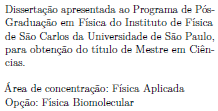 Dissertação apresentada ao Programa de Pós-
Graduação em Física do Instituto de Física
de São Carlos da Universidade de São Paulo,
para obtenção do título de Mestre em Ciên-
cias.
Área de concentração: Física Aplicada
Opção: Física Biomolecular